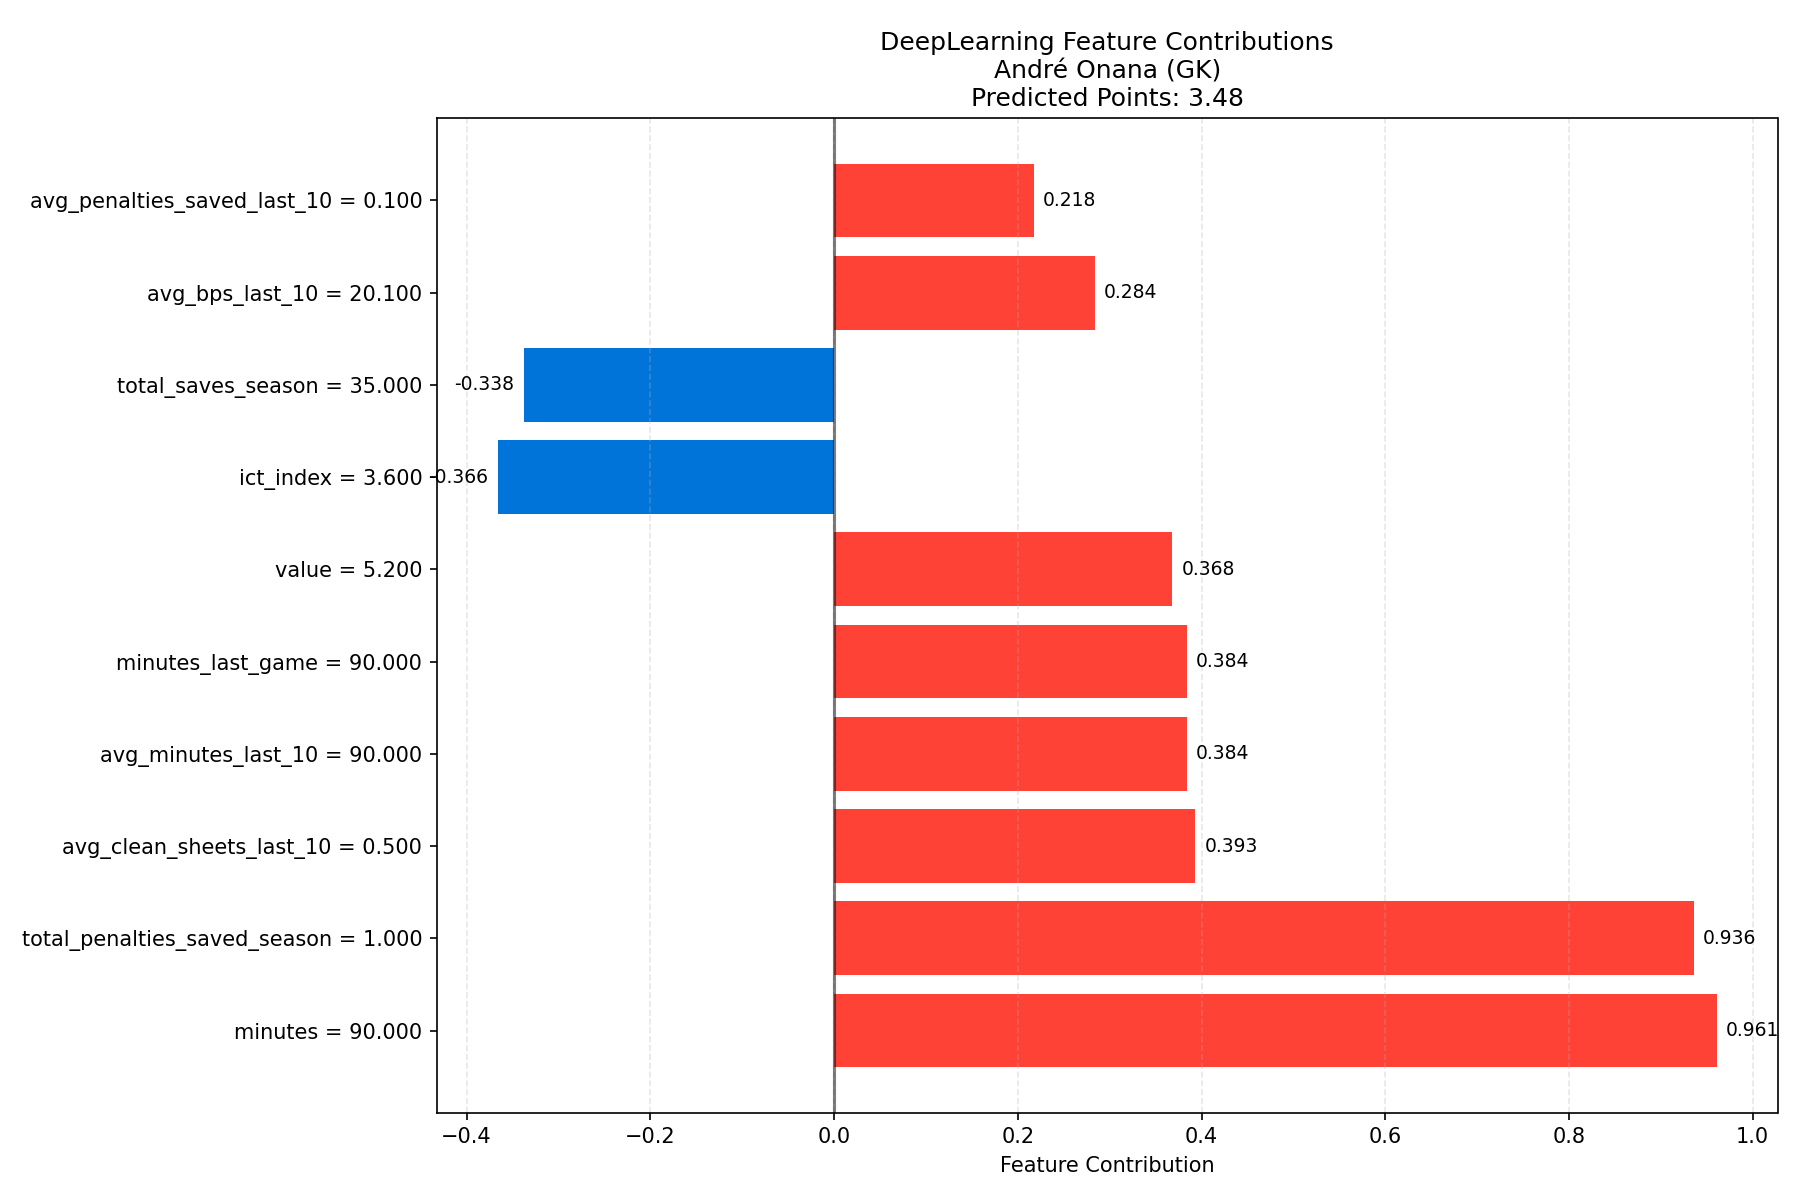 DeepLearning Feature Contributions
André Onana (GK)
Predicted Points: 3.48
avg_penalties_saved_last_10 = 0.100
0.218
avg_bps_last_10 = 20.100
0.284
total_saves_season = 35.000
-0.338
ict_index = 3.600
-0.366
value = 5.200
0.368
minutes_last_game = 90.000
0.384
avg_minutes_last_10 = 90.000
0.384
avg_clean_sheets_last_10 = 0.500
0.393
total_penalties_saved_season = 1.000
0.936
minutes = 90.000
0.961
−0.4 −0.2 0.0 0.2 0.4 0.6 0.8 1.0
Feature Contribution